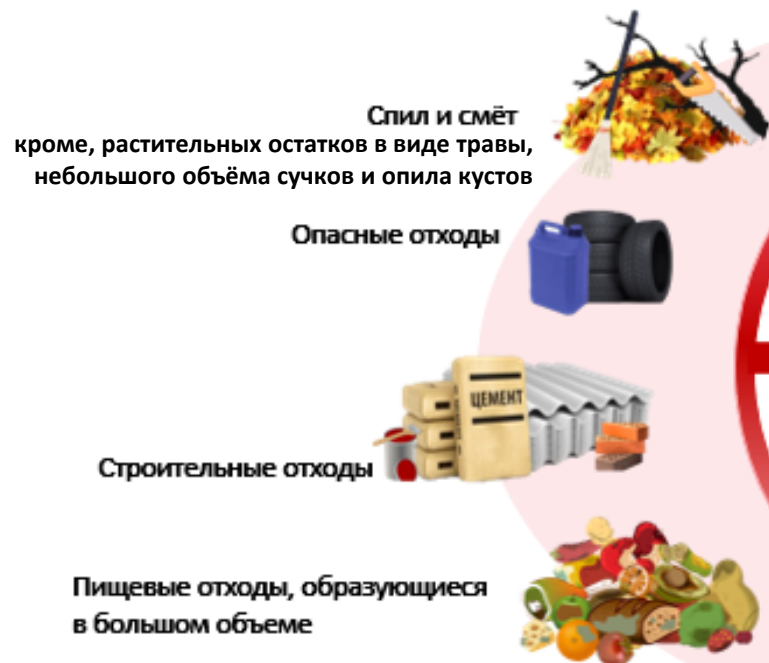 Спил и смёт
кроме, растительных остатков в виде травы,
небольшого объёма сучков и опила кустов
Опасные отходы
ЦЕМЕНТ
Строительные отходы
Пищевые отходы, образующиеся
в большом объеме